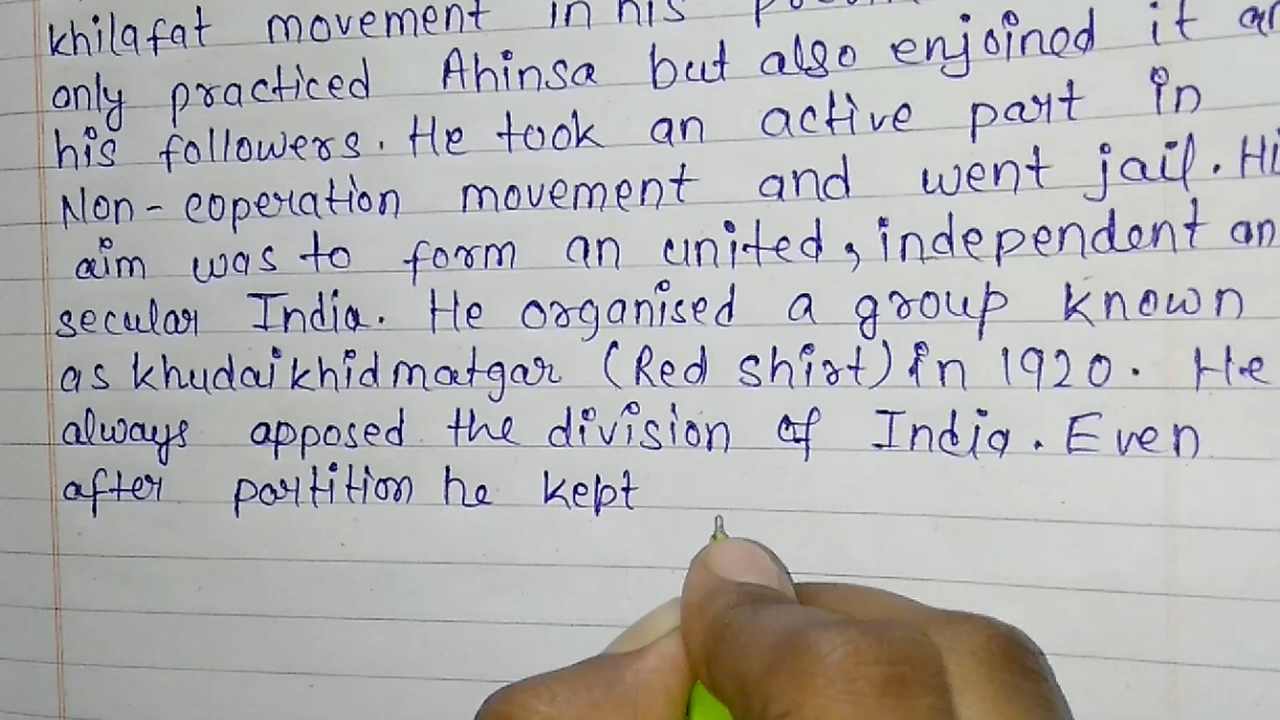 khilafat movement in his
only practiced Ahinsa but also enjoined it
his followers. He took an active part in
Non-coperation movement and went jail.
aim was to form an united, independent
secular India. He organised a group known
as khudai khidmatgar (Red shirt) in 1920. He
always apposed the division of India. Even
after partition he kept